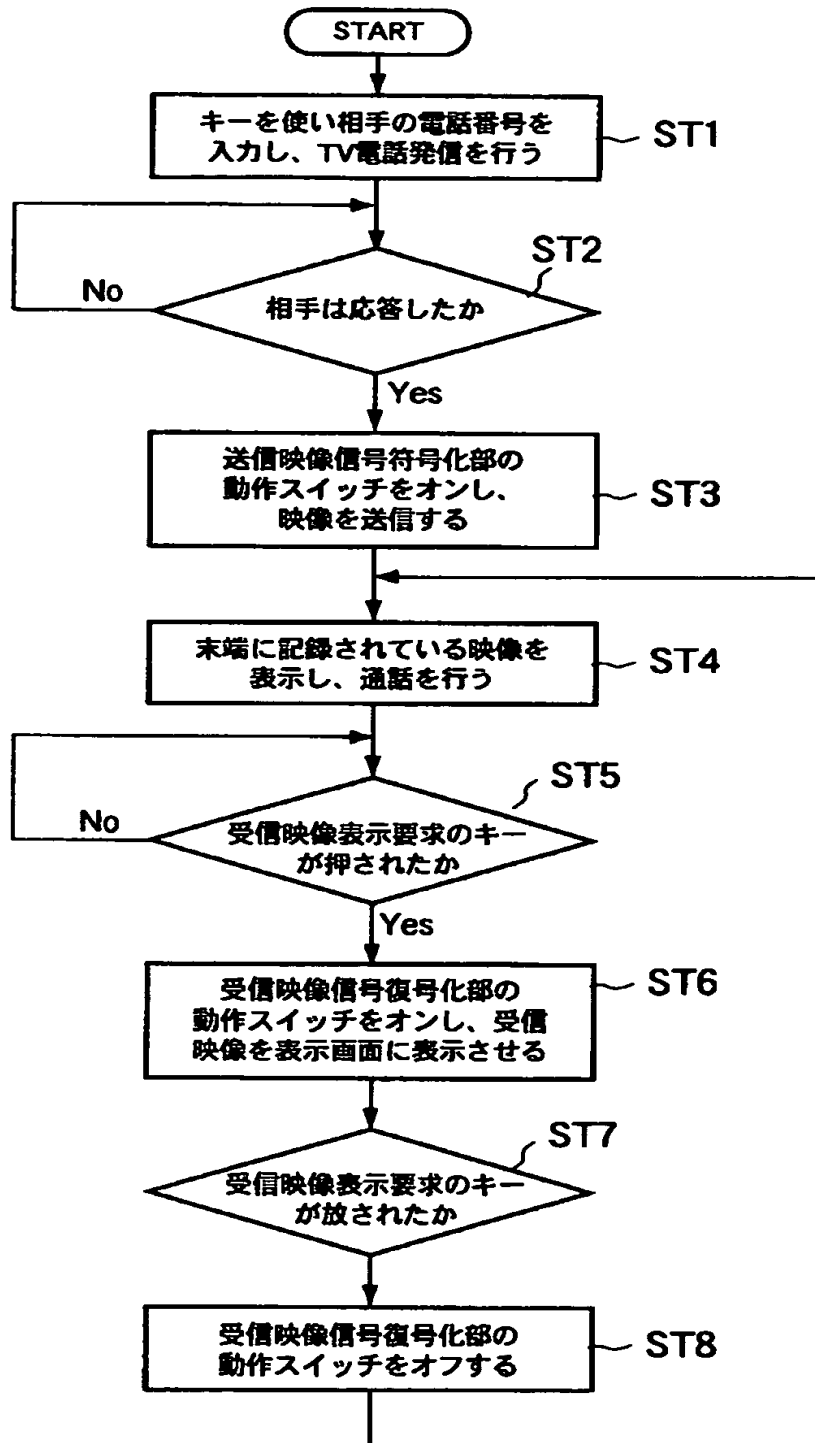 START
キーを使い相手の電話番号を
入力し、TV電話発信を行う
ST1
ST2
相手は応答したか
No
Yes
送信映像信号符号化部の
動作スイッチをオンし、
映像を送信する
ST3
末端に記録されている映像を
表示し、通話を行う
ST4
ST5
受信映像表示要求のキー
が押されたか
No
Yes
受信映像信号復号化部の
動作スイッチをオンし、受信
映像を表示画面に表示させる
ST6
ST7
受信映像表示要求のキー
が放されたか
受信映像信号復号化部の
動作スイッチをオフする
ST8